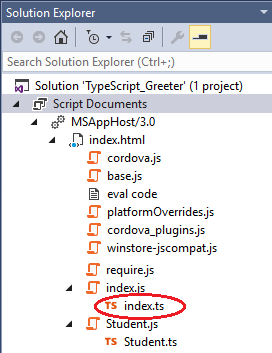 Solution Explorer
Search Solution Explorer (Ctrl+;)
Solution 'TypeScript_Greeter' (1 project)
Script Documents
MSAppHost/3.0
index.html
cordova.js
base.js
eval code
platformOverrides.js
cordova_plugins.js
winstore-jscompat.js
require.js
index.js
TS index.ts
Student.js
TS Student.ts